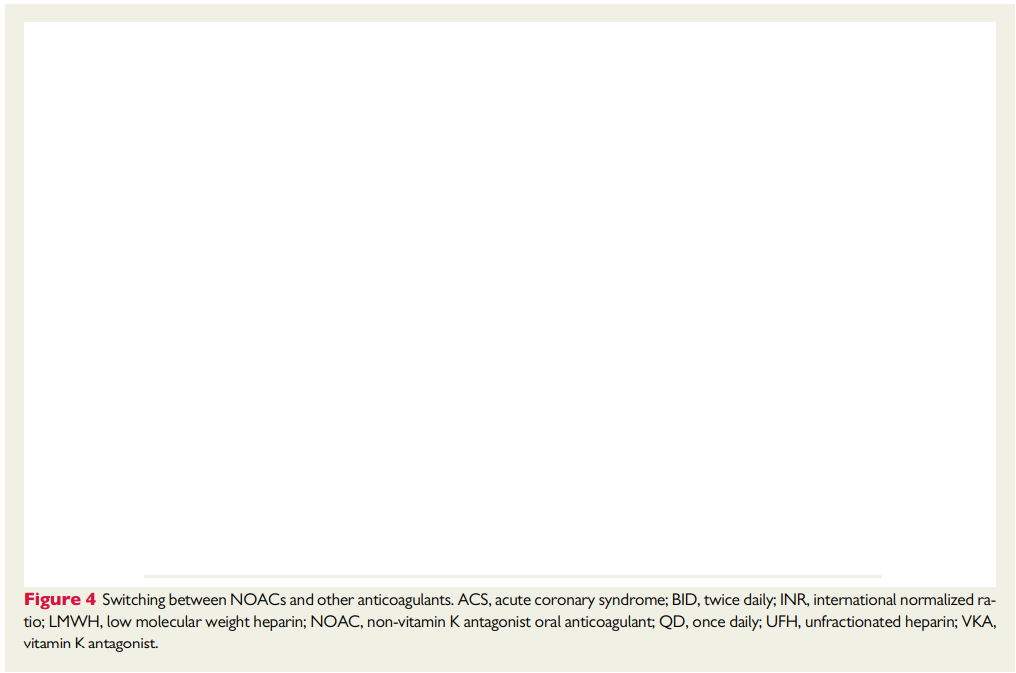 Figure 4 Switching between NOACs and other anticoagulants. ACS, acute coronary syndrome; BID, twice daily; INR, international normalized ra-
tio; LMWH, low molecular weight heparin; NOAC, non-vitamin K antagonist oral anticoagulant; QD, once daily; UFH, unfractionated heparin; VKA,
vitamin K antagonist.